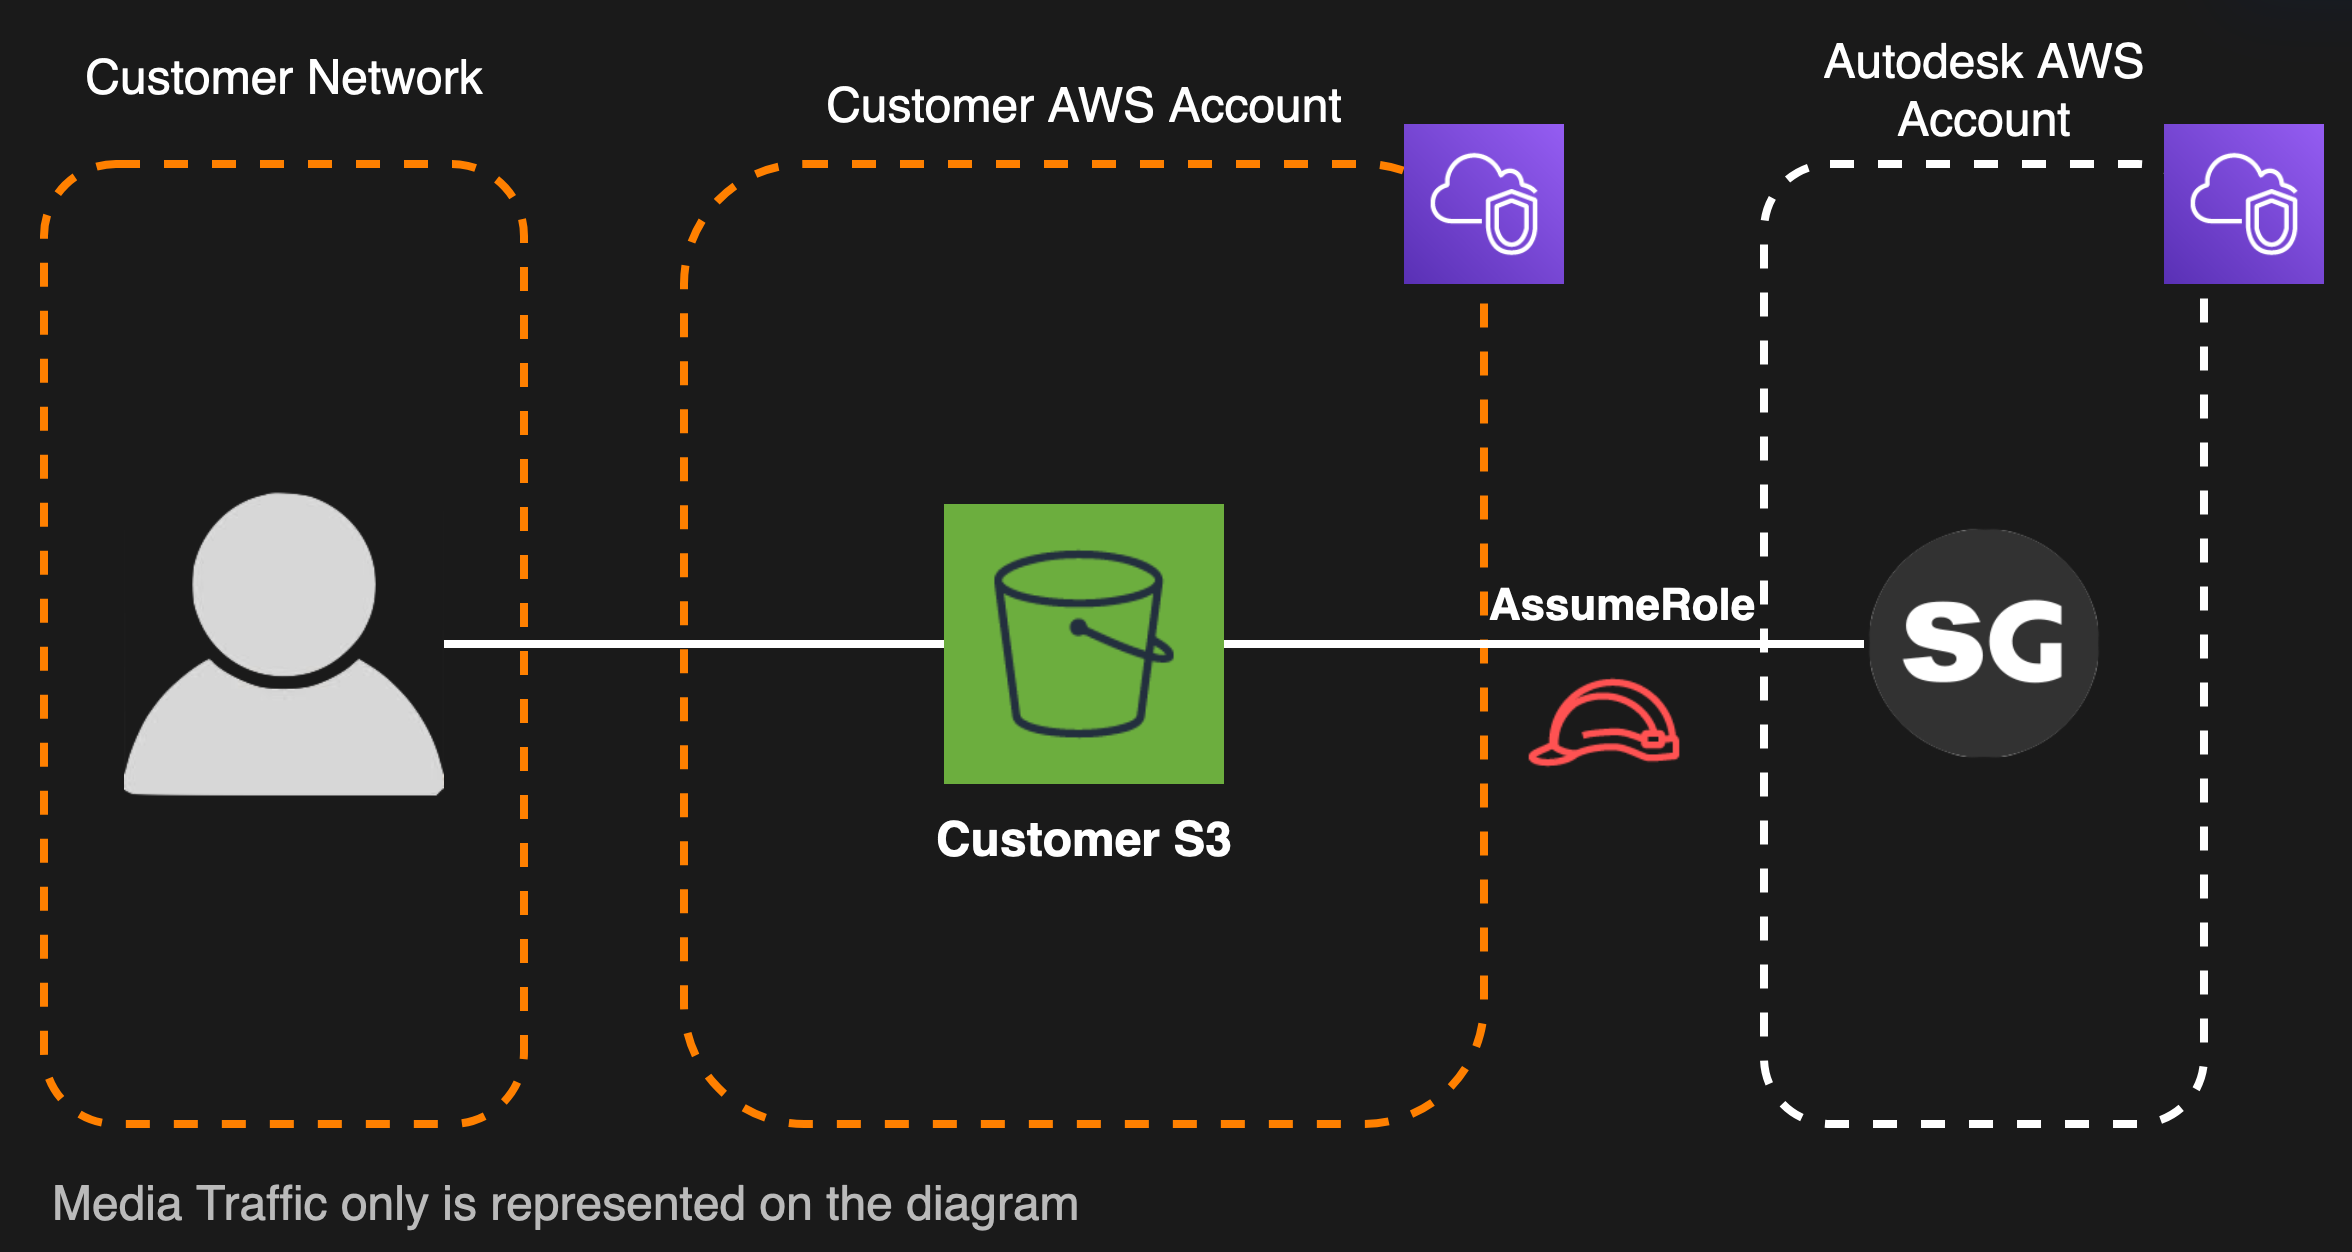 Customer Network
Customer AWS Account
Autodesk AWS
Account
AssumeRole
SG
Customer S3
Media Traffic only is represented on the diagram